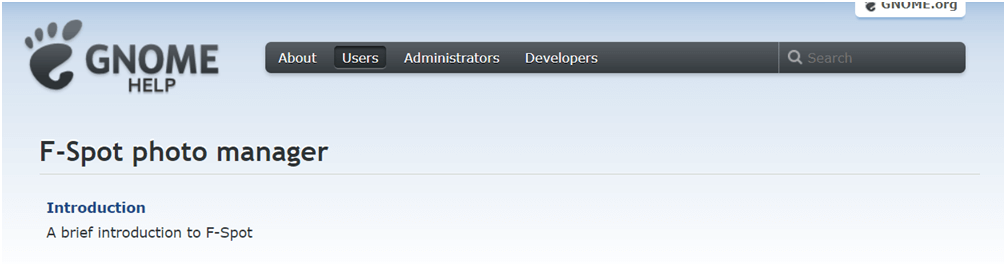 GNOME.org
GNOME
HELP
About Users Administrators Developers Search
F-Spot photo manager
Introduction
A brief introduction to F-Spot